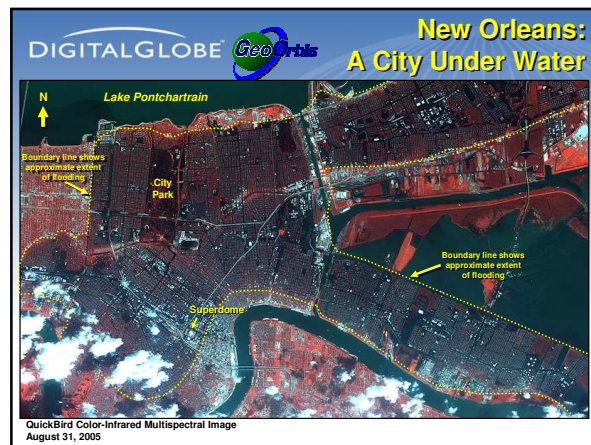 DIGITALGLOBE
GeoOrbis
New Orleans:
A City Under Water
N
Lake Pontchartrain
Boundary line shows
approximate extent
of flooding
City
Park
Boundary line shows
approximate extent
of flooding
Superdome
QuickBird Color-Infrared Multispectral Image
August 31, 2005